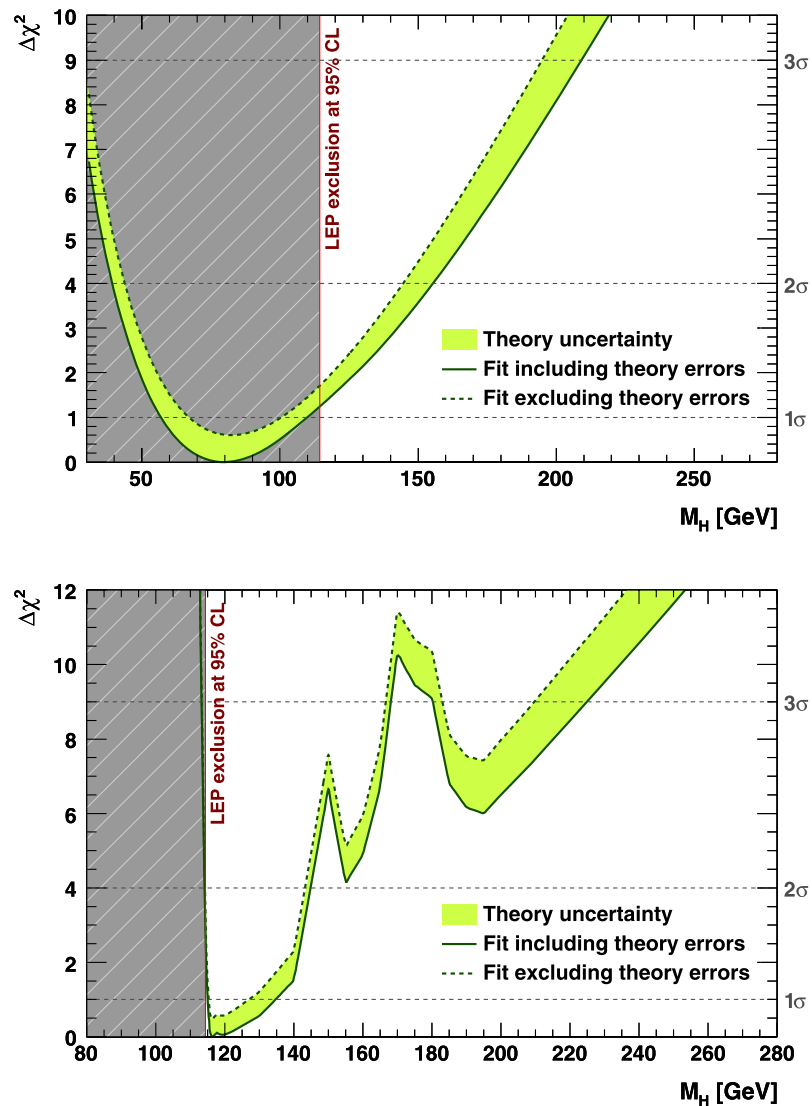 Δχ²
10
9
8
7
6
5
4
3
2
1
0
LEP exclusion at 95% CL
3σ
2σ
1σ
Theory uncertainty
Fit including theory errors
Fit excluding theory errors
50 100 150 200 250
M_H [GeV]
Δχ²
12
10
8
6
4
2
0
LEP exclusion at 95% CL
3σ
2σ
1σ
Theory uncertainty
Fit including theory errors
Fit excluding theory errors
80 100 120 140 160 180 200 220 240 260 280
M_H [GeV]